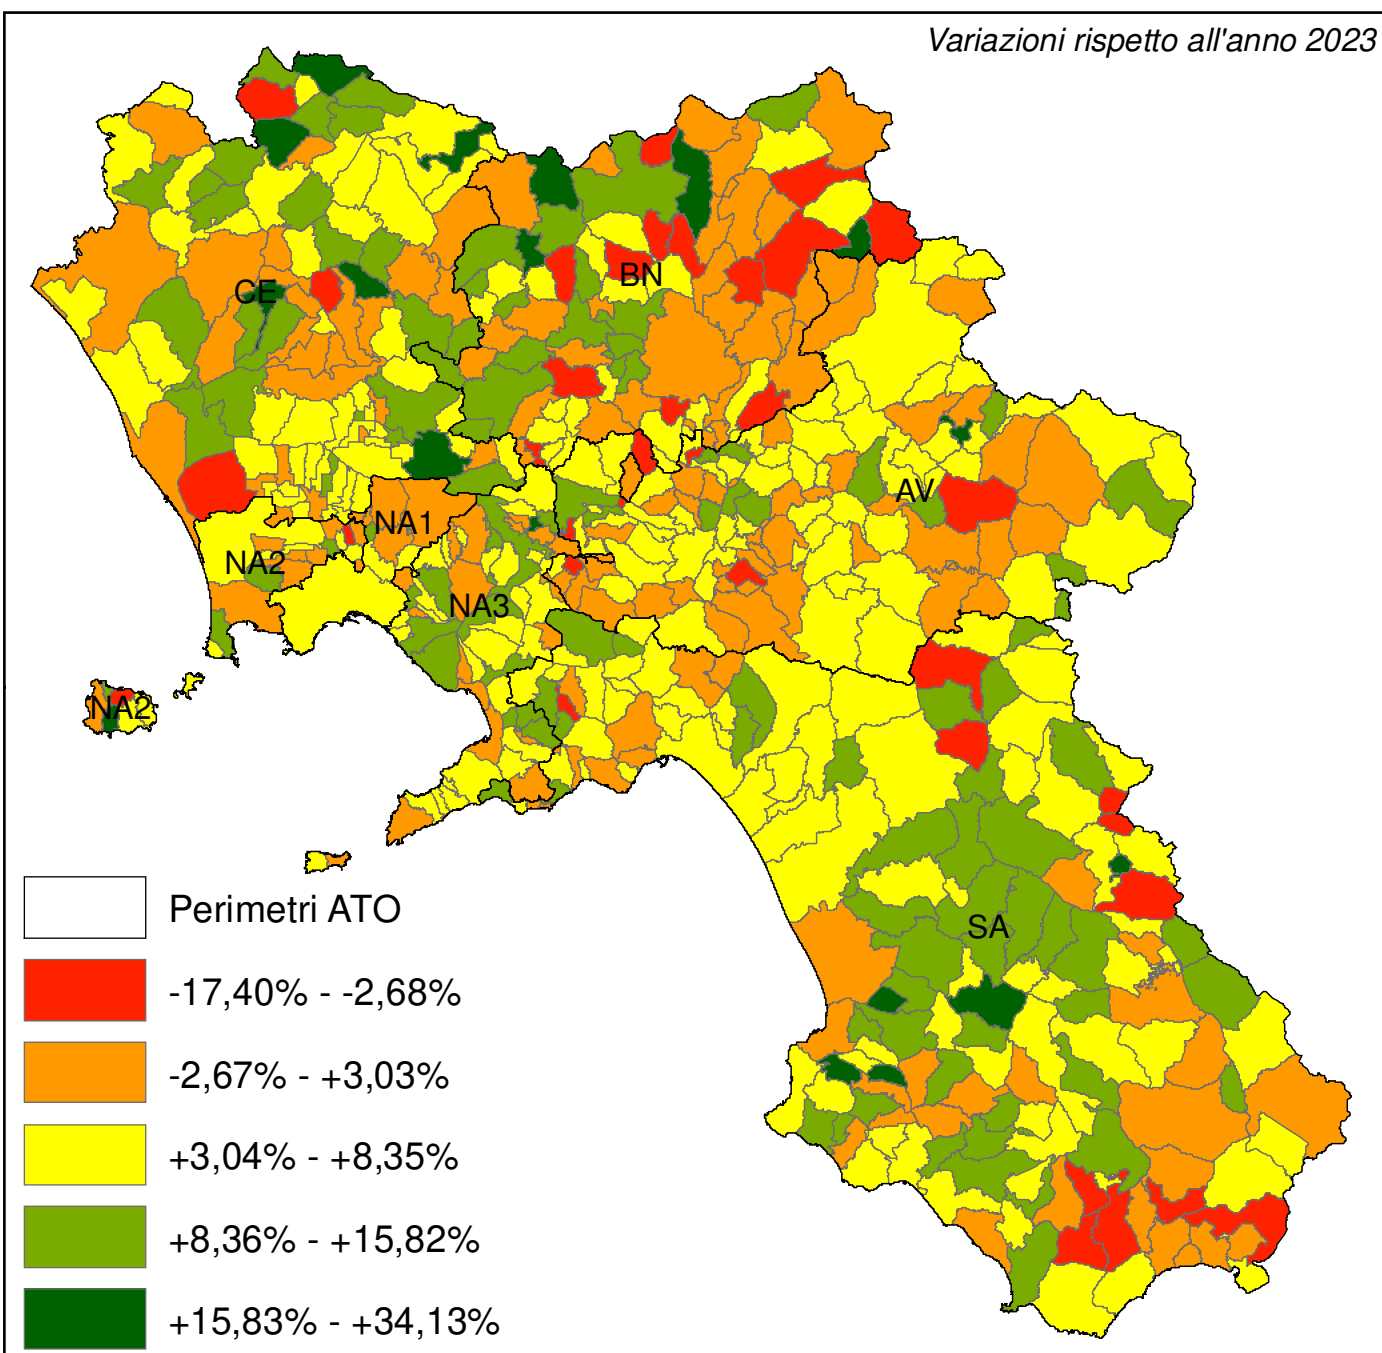 Variazioni rispetto all'anno 2023
CE
BN
AV
NA1
NA2
NA3
NA2
SA
Perimetri ATO
-17,40% - -2,68%
-2,67% - +3,03%
+3,04% - +8,35%
+8,36% - +15,82%
+15,83% - +34,13%